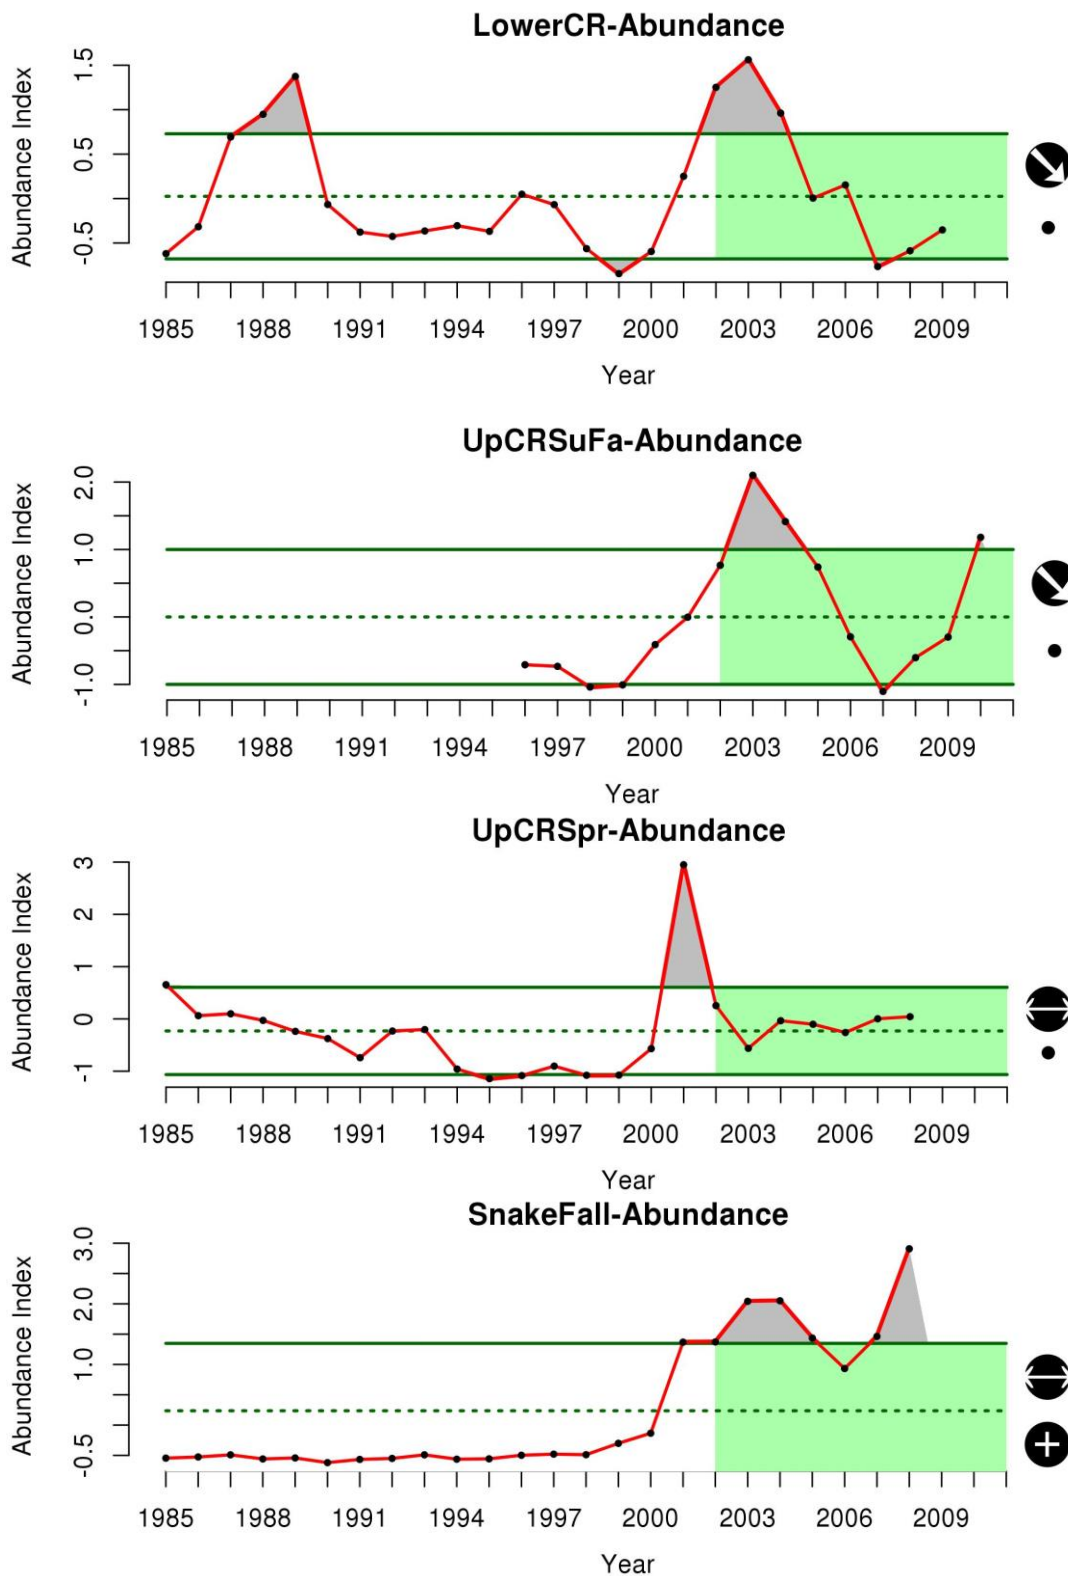 LowerCR-Abundance
Abundance Index
1.5
0.5
-0.5
1985 1988 1991 1994 1997 2000 2003 2006 2009
Year
UpCRSuFa-Abundance
Abundance Index
2.0
1.0
0.0
-1.0
1985 1988 1991 1994 1997 2000 2003 2006 2009
Year
UpCRSpr-Abundance
Abundance Index
3
2
1
0
-1
1985 1988 1991 1994 1997 2000 2003 2006 2009
Year
SnakeFall-Abundance
Abundance Index
3.0
2.0
1.0
-0.5
1985 1988 1991 1994 1997 2000 2003 2006 2009
Year